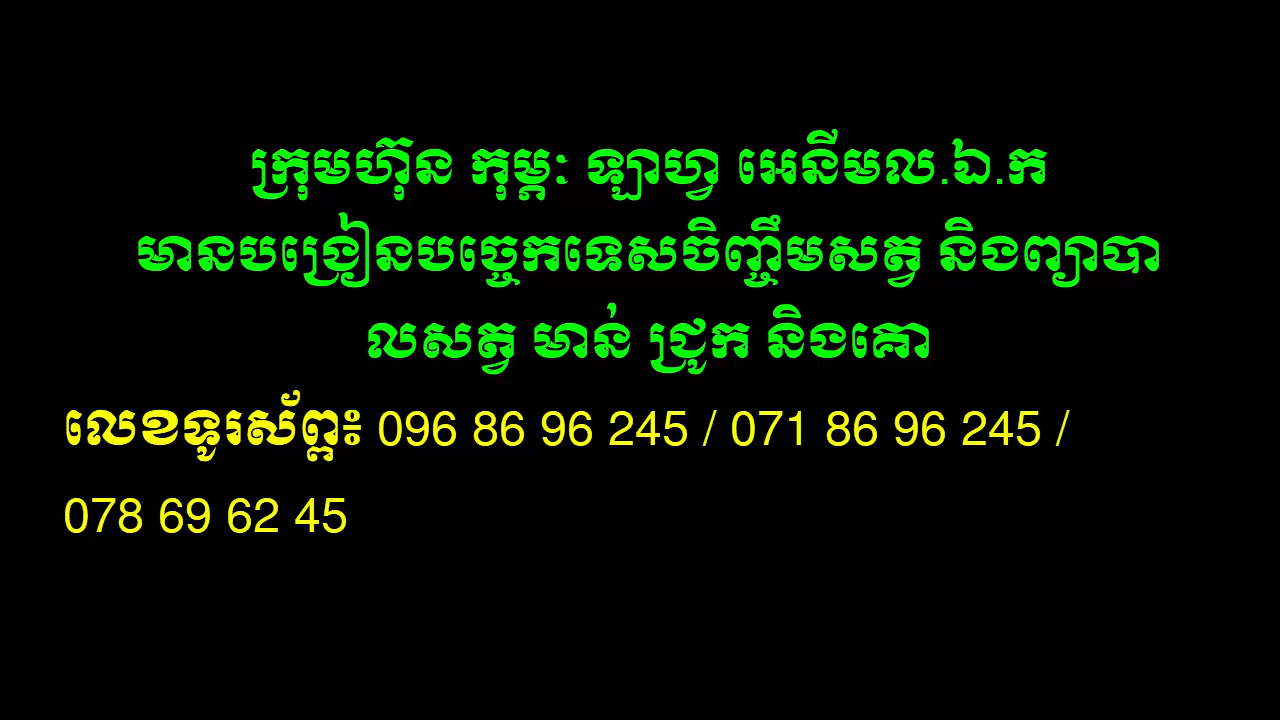 ក្រុមហ៊ុន កុម្ភៈ ឡាហ្វ អេនីមល.ឯ.ក
មានបង្រៀនបច្ចេកទេសចិញ្ចឹមសត្វ និងព្យាបា
លសត្វ មាន់ ជ្រូក និងគោ
លេខទូរស័ព្ទ៖ 096 86 96 245 / 071 86 96 245 /
078 69 62 45